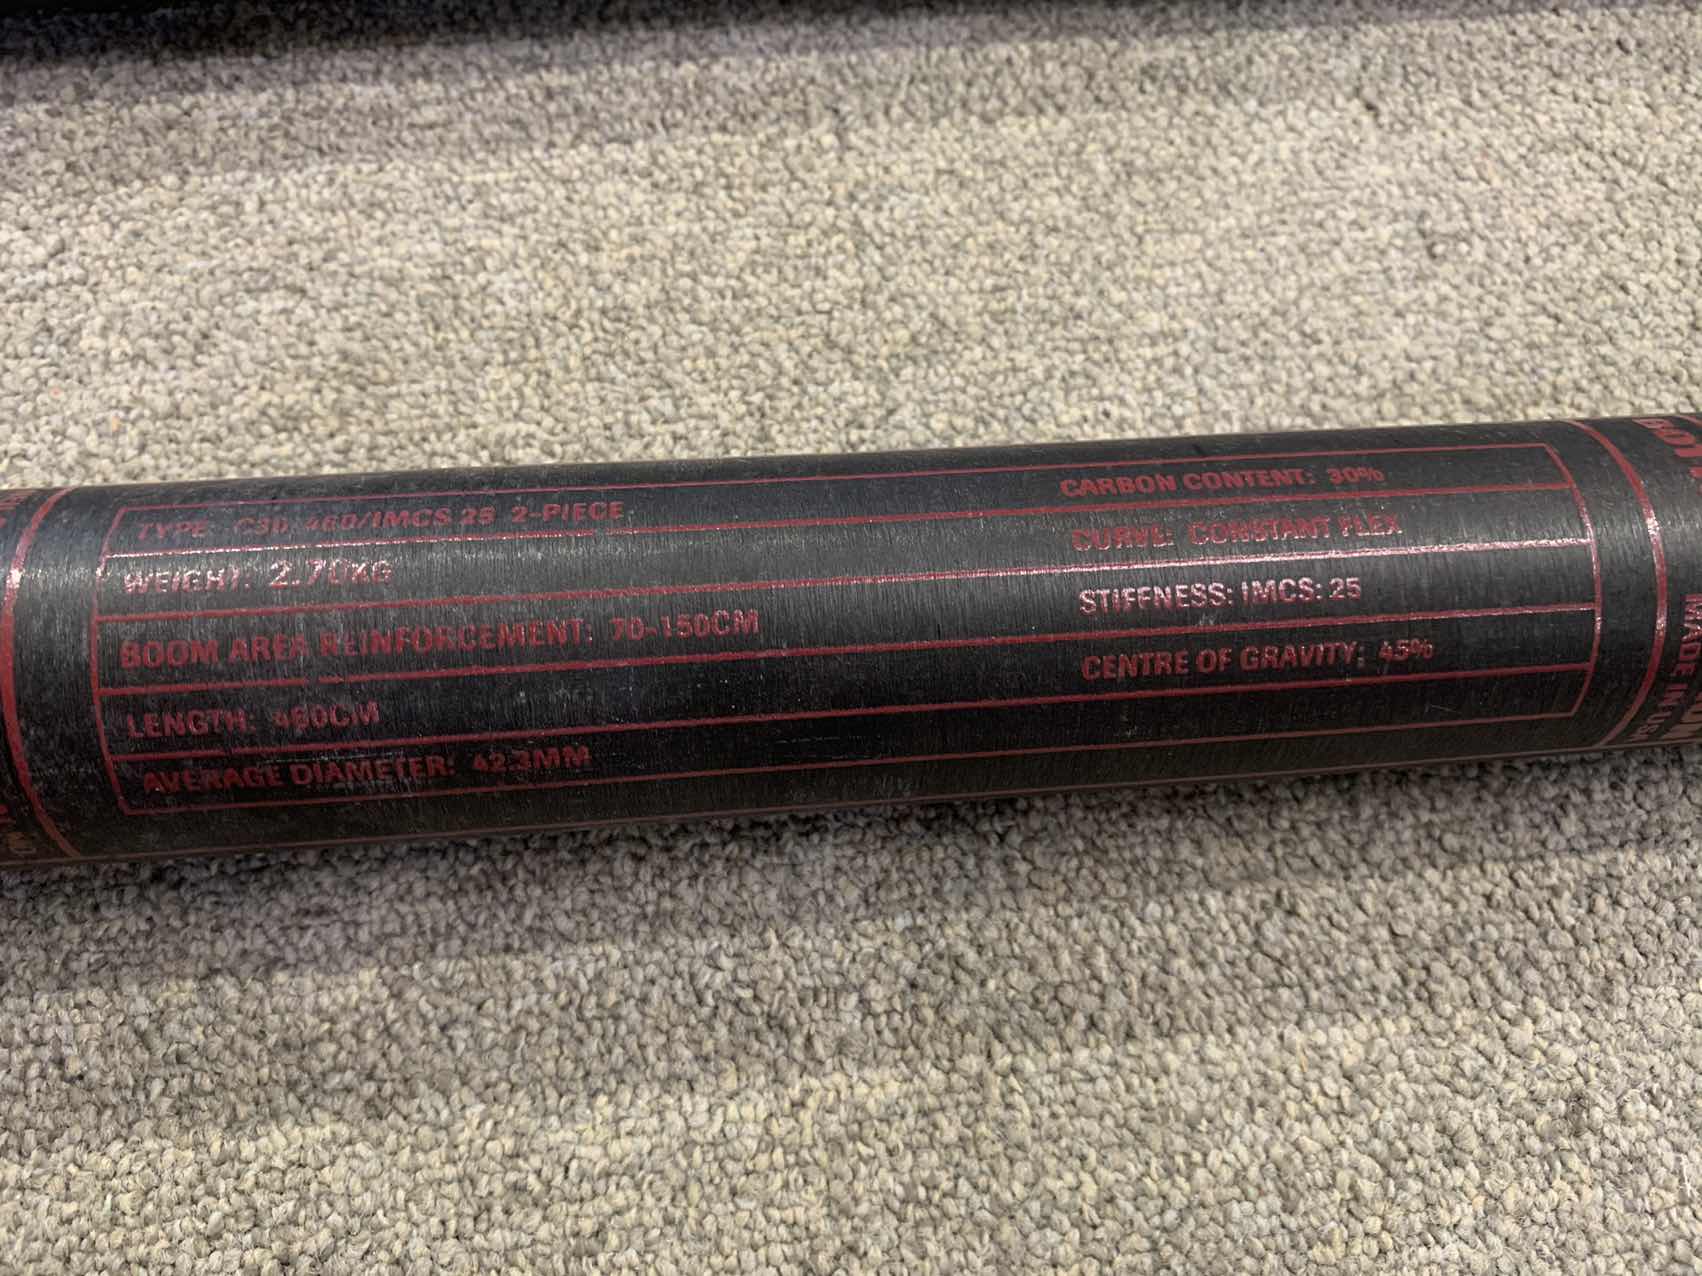 TYPE: C30 460/IMCS 25 2-PIECE
CARBON CONTENT: 30%
WEIGHT: 2.70KG
CURVE: CONSTANT FLEX
BOOM AREA REINFORCEMENT: 70-150CM
STIFFNESS: IMCS: 25
LENGTH: 460CM
CENTRE OF GRAVITY: 45%
AVERAGE DIAMETER: 42.3MM
MADE IN USA